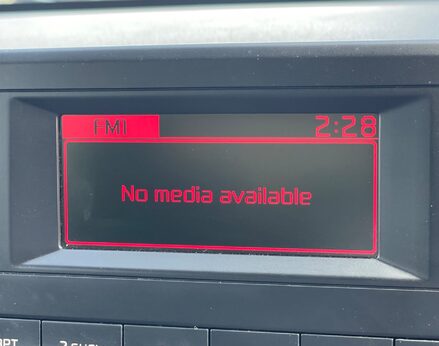 FM1 2:28
No media available